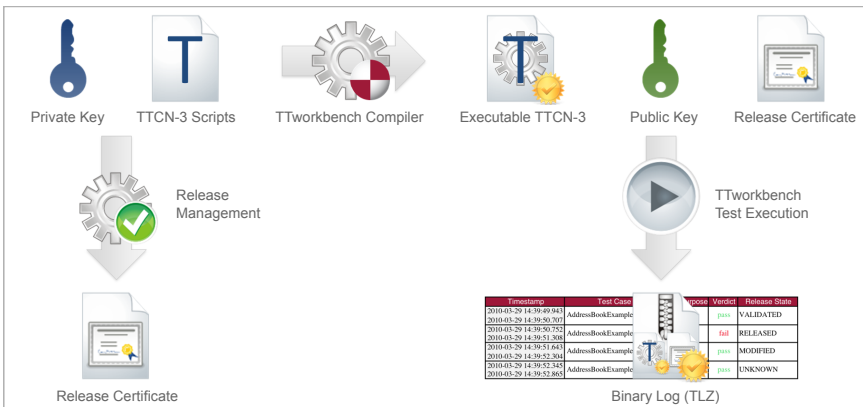 Private Key
TTCN-3 Scripts
TTworkbench Compiler
Executable TTCN-3
Public Key
Release Certificate
Release
Management
TTworkbench
Test Execution
Timestamp Test Case Verdict Release State
2010-03-29 14:39:49.943
2010-03-29 14:39:50.707
AddressBookExample pass VALIDATED
2010-03-29 14:39:50.752
2010-03-29 14:39:51.308
AddressBookExample fail RELEASED
2010-03-29 14:39:51.643
2010-03-29 14:39:52.304
AddressBookExample pass MODIFIED
2010-03-29 14:39:52.345
2010-03-29 14:39:52.865
AddressBookExample pass UNKNOWN
Release Certificate
Binary Log (TLZ)